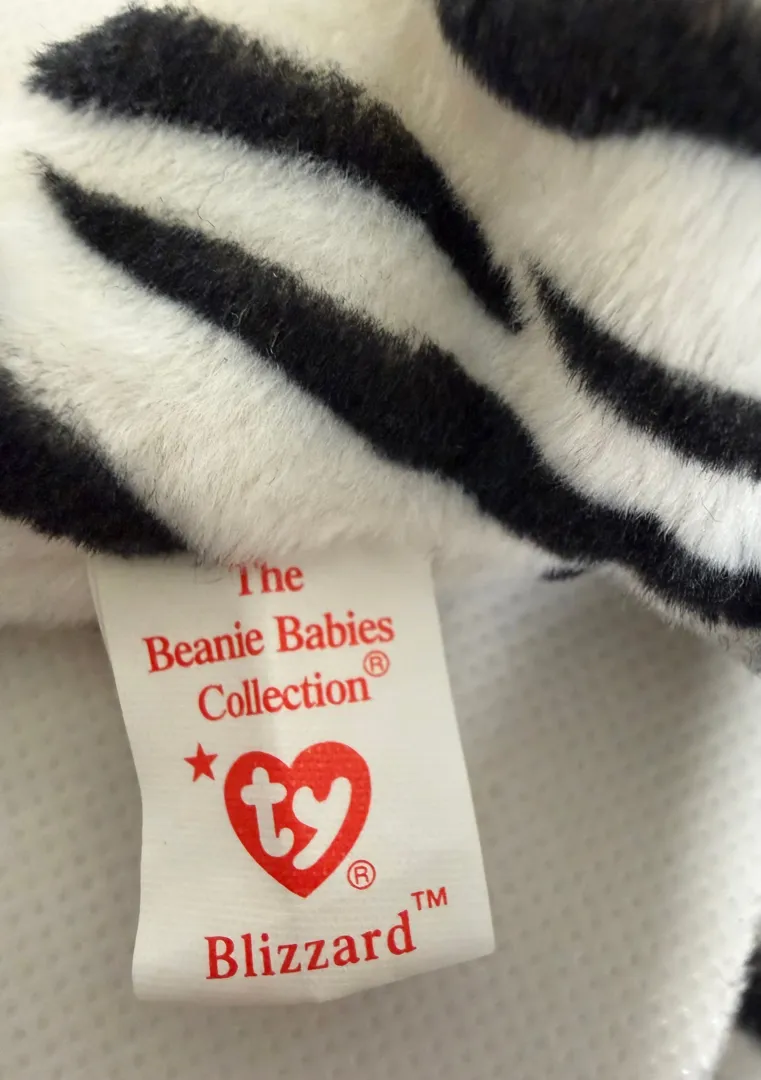 The
Beanie Babies
Collection®
ty®
Blizzard™